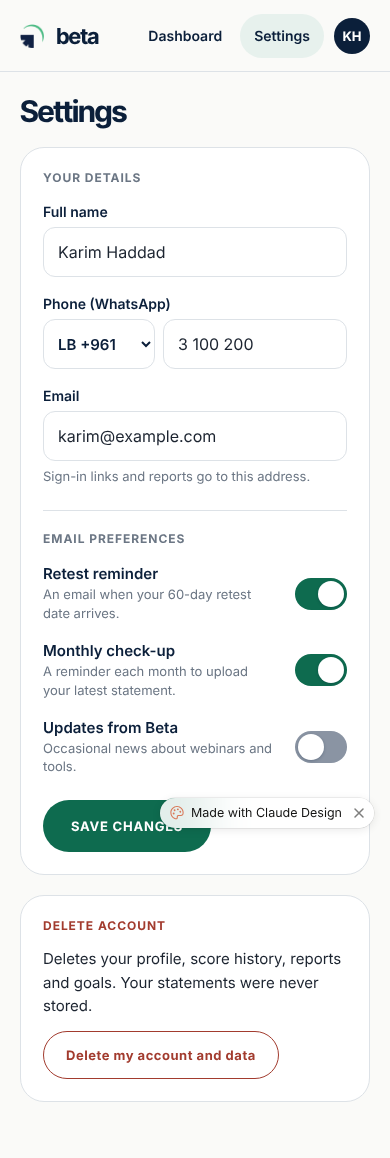 beta
Dashboard
Settings
KH
Settings
YOUR DETAILS
Full name
Karim Haddad
Phone (WhatsApp)
LB +961
3 100 200
Email
karim@example.com
Sign-in links and reports go to this address.
EMAIL PREFERENCES
Retest reminder
An email when your 60-day retest
date arrives.
Monthly check-up
A reminder each month to upload
your latest statement.
Updates from Beta
Occasional news about webinars and
tools.
SAVE CHANGES
Made with Claude Design
DELETE ACCOUNT
Deletes your profile, score history, reports
and goals. Your statements were never
stored.
Delete my account and data